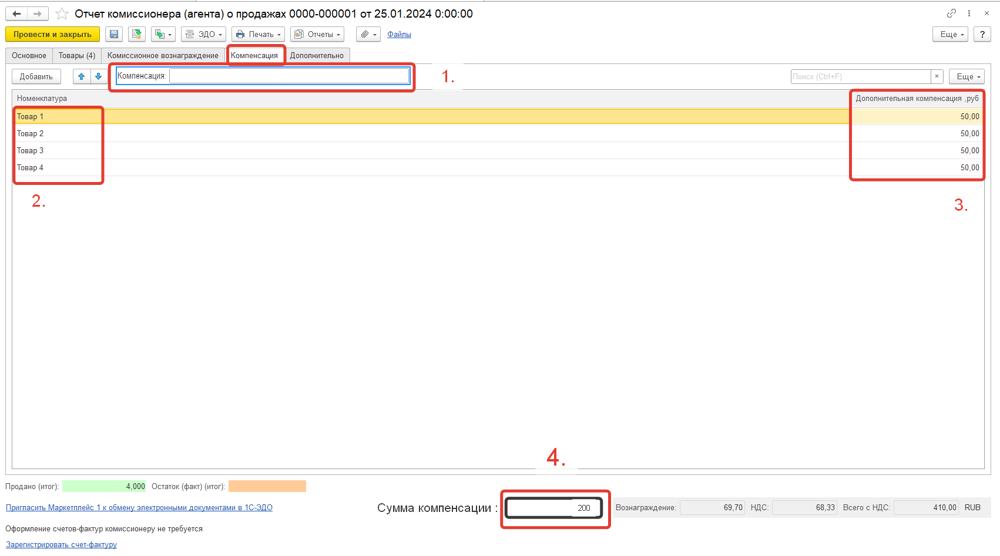 Отчет комиссионера (агента) о продажах 0000-000001 от 25.01.2024 0:00:00
Провести и закрыть ЭДО Печать Отчеты Файлы Еще ?
Основное Товары (4) Комиссионное вознаграждение Компенсация Дополнительно
Добавить Компенсация: 1. Поиск (Ctrl+F) × Еще
Номенклатура Дополнительная компенсация ,руб
Товар 1 50,00
Товар 2 50,00
Товар 3 50,00
Товар 4 50,00
2. 3.
4.
Продано (итог): 4,000 Остаток (факт) (итог):
Пригласить Маркетплейс 1 к обмену электронными документами в 1С-ЭДО Сумма компенсации : 200 Вознаграждение: 69,70 НДС: 68,33 Всего с НДС: 410,00 RUB
Оформление счетов-фактур комиссионеру не требуется
Зарегистрировать счет-фактуру